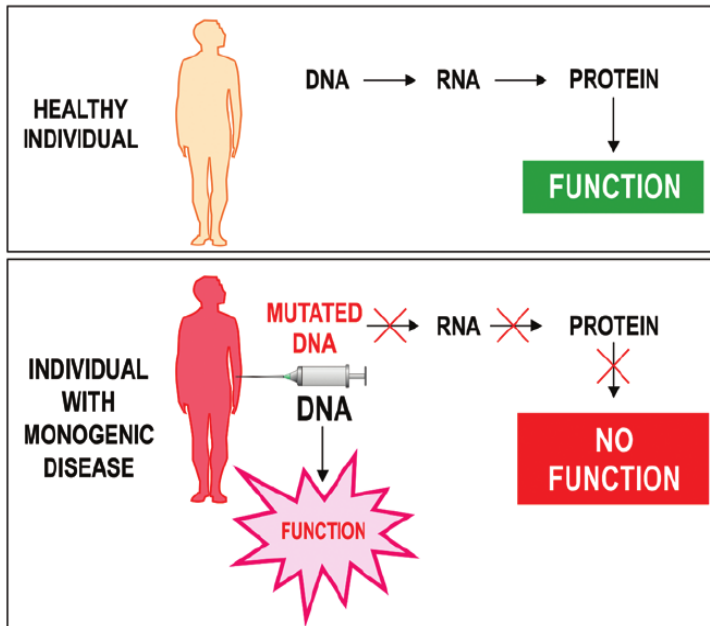 HEALTHY
INDIVIDUAL
DNA RNA PROTEIN
FUNCTION
INDIVIDUAL
WITH
MONOGENIC
DISEASE
MUTATED
DNA
RNA PROTEIN
DNA
FUNCTION
NO
FUNCTION